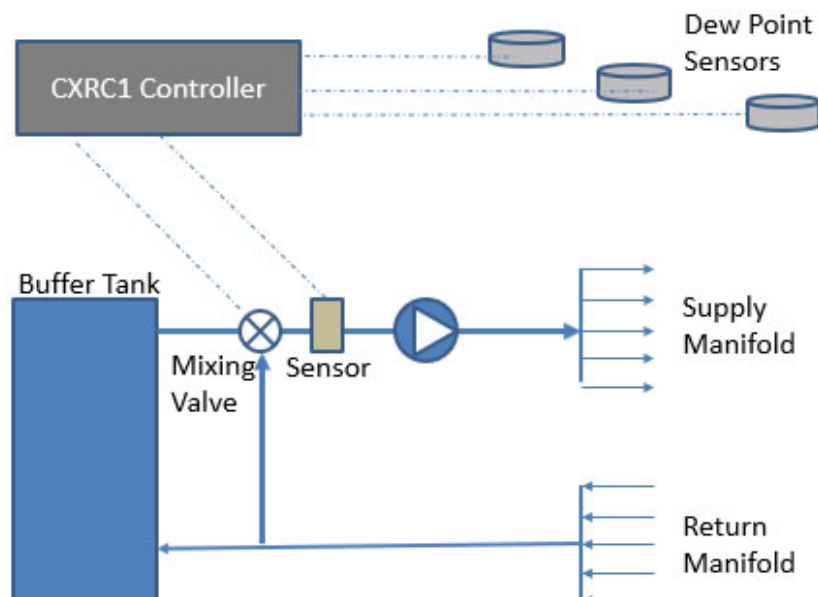 Dew Point
Sensors
CXRC1 Controller
Buffer Tank
Mixing
Valve
Sensor
Supply
Manifold
Return
Manifold